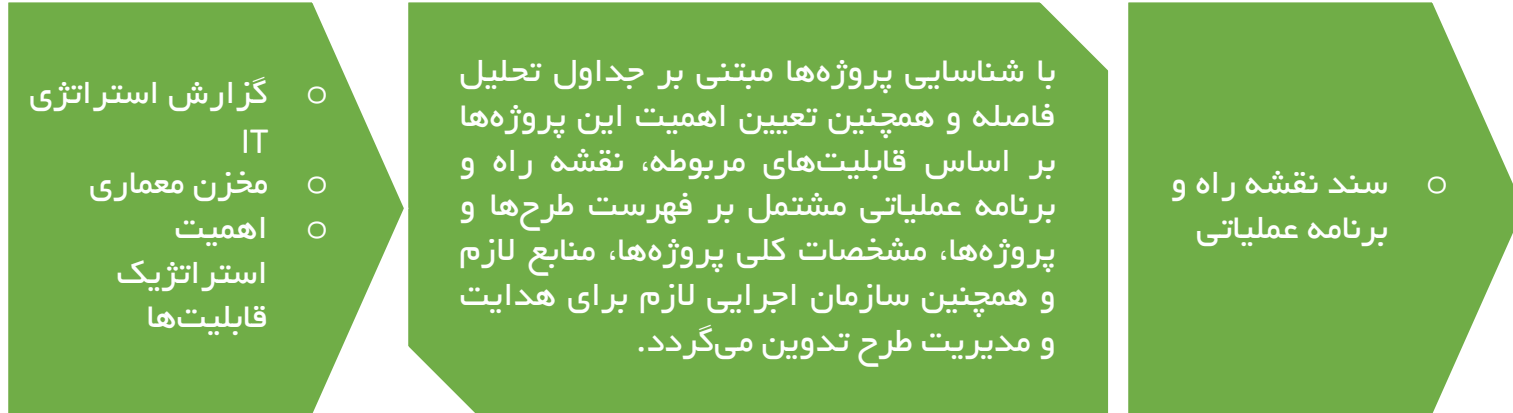 ○ گزارش استراتژی
IT
○ مخزن معماری
○ اهمیت
استراتژیک
قابلیت‌ها
با شناسایی پروژه‌ها مبتنی بر جداول تحلیل
فاصله و همچنین تعیین اهمیت این پروژه‌ها
بر اساس قابلیت‌های مربوطه، نقشه راه و
برنامه عملیاتی مشتمل بر فهرست طرح‌ها و
پروژه‌ها، مشخصات کلی پروژه‌ها، منابع لازم
و همچنین سازمان اجرایی لازم برای هدایت
و مدیریت طرح تدوین می‌گردد.
○ سند نقشه راه و
برنامه عملیاتی